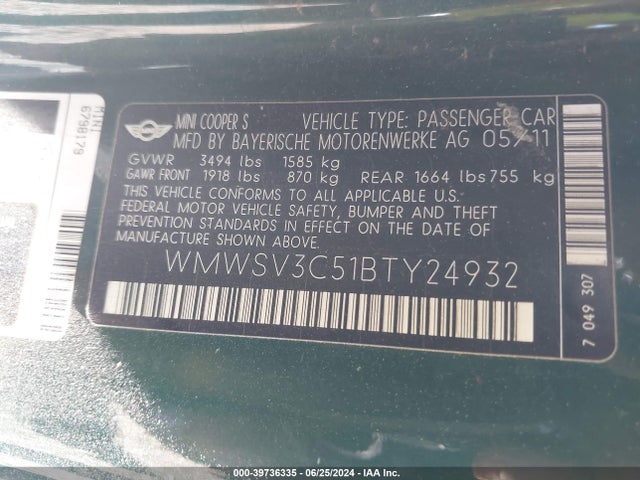 MINI COOPER S VEHICLE TYPE: PASSENGER CAR
MFD BY BAYERISCHE MOTORENWERKE AG 05/11
GVWR 3494 lbs 1585 kg
GAWR FRONT 1918 lbs 870 kg REAR 1664 lbs 755 kg
THIS VEHICLE CONFORMS TO ALL APPLICABLE U.S.
FEDERAL MOTOR VEHICLE SAFETY, BUMPER AND THEFT
PREVENTION STANDARDS IN EFFECT ON THE DATE OF
MANUFACTURE SHOWN ABOVE.
WMWSV3C51BTY24932
7 049 307
MINI
6798179
000-39736335 - 06/25/2024 - IAA Inc.